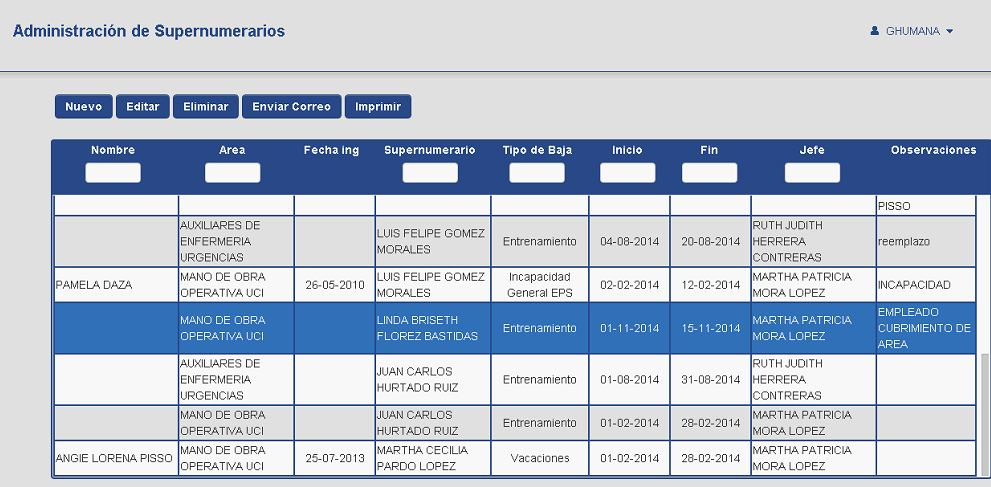 Administración de Supernumerarios
GHUMANA
Nuevo Editar Eliminar Enviar Correo Imprimir
Nombre Area Fecha ing Supernumerario Tipo de Baja Inicio Fin Jefe Observaciones
PISSO
AUXILIARES DE
ENFERMERIA
URGENCIAS
LUIS FELIPE GOMEZ
MORALES
Entrenamiento
04-08-2014
20-08-2014
RUTH JUDITH
HERRERA
CONTRERAS
reemplazo
PAMELA DAZA
MANO DE OBRA
OPERATIVA UCI
26-05-2010
LUIS FELIPE GOMEZ
MORALES
Incapacidad
General EPS
02-02-2014
12-02-2014
MARTHA PATRICIA
MORA LOPEZ
INCAPACIDAD
MANO DE OBRA
OPERATIVA UCI
LINDA BRISETH
FLOREZ BASTIDAS
Entrenamiento
01-11-2014
15-11-2014
MARTHA PATRICIA
MORA LOPEZ
EMPLEADO
CUBRIMIENTO DE
AREA
AUXILIARES DE
ENFERMERIA
URGENCIAS
JUAN CARLOS
HURTADO RUIZ
Entrenamiento
01-08-2014
31-08-2014
RUTH JUDITH
HERRERA
CONTRERAS
MANO DE OBRA
OPERATIVA UCI
JUAN CARLOS
HURTADO RUIZ
Entrenamiento
01-02-2014
28-02-2014
MARTHA PATRICIA
MORA LOPEZ
ANGIE LORENA PISSO
MANO DE OBRA
OPERATIVA UCI
25-07-2013
MARTHA CECILIA
PARDO LOPEZ
Vacaciones
01-02-2014
28-02-2014
MARTHA PATRICIA
MORA LOPEZ